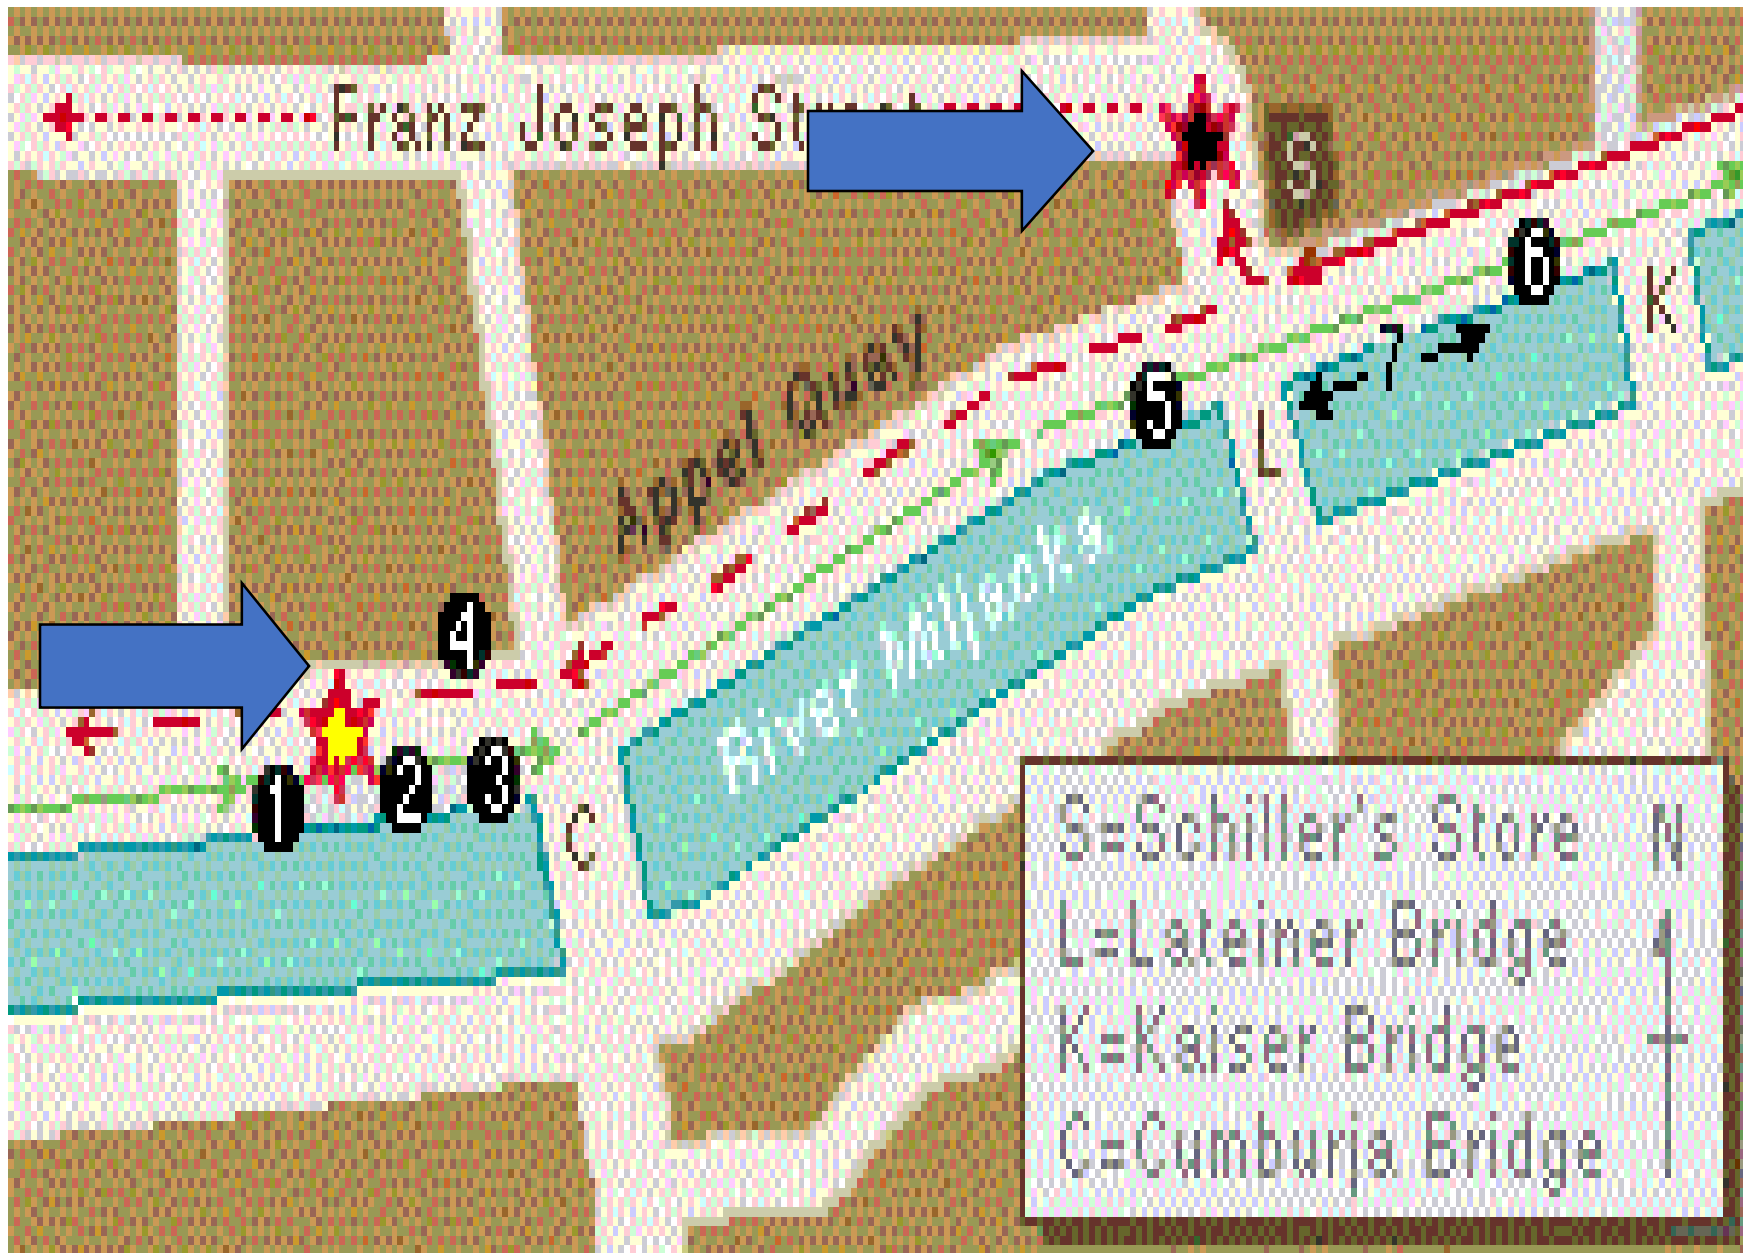 Franz Joseph St
S
6
K
7
5
L
Appel Quay
4
River Miljacka
1
2
3
C
S=Schiller's Store
N
L=Lateiner Bridge
K=Kaiser Bridge
C=Cumburja Bridge